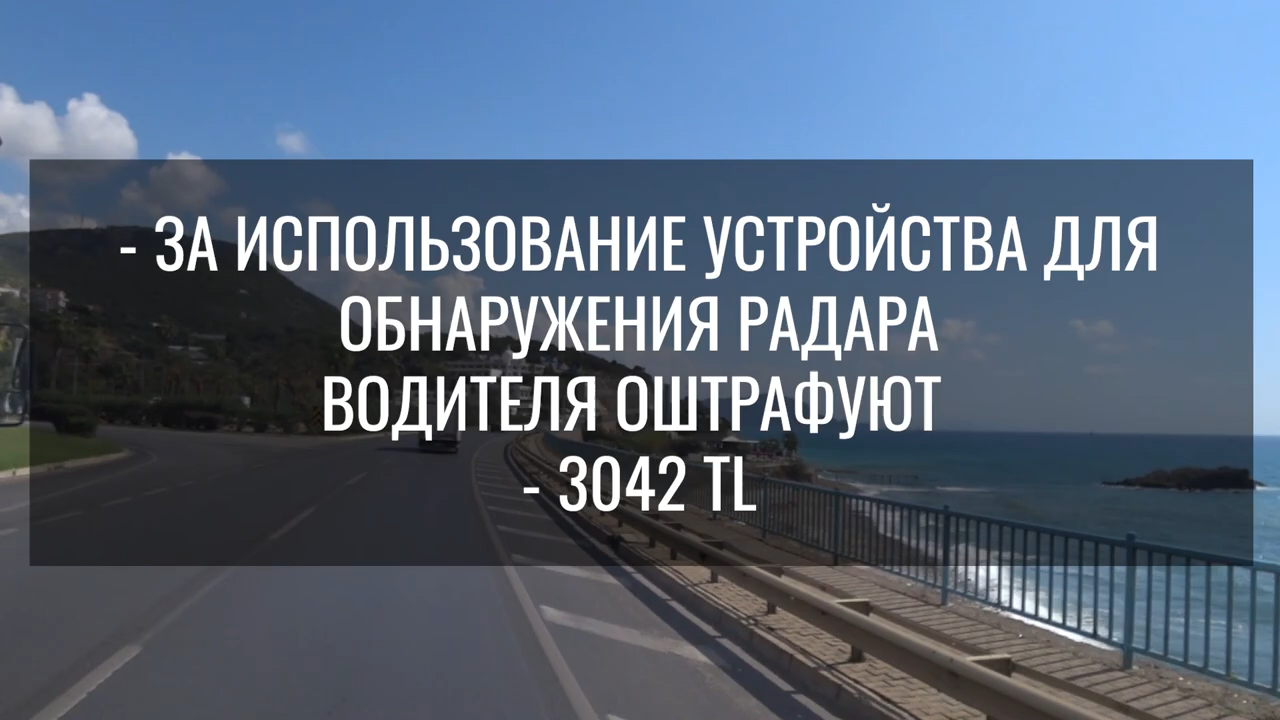 - ЗА ИСПОЛЬЗОВАНИЕ УСТРОЙСТВА ДЛЯ
ОБНАРУЖЕНИЯ РАДАРА
ВОДИТЕЛЯ ОШТРАФУЮТ
- 3042 TL